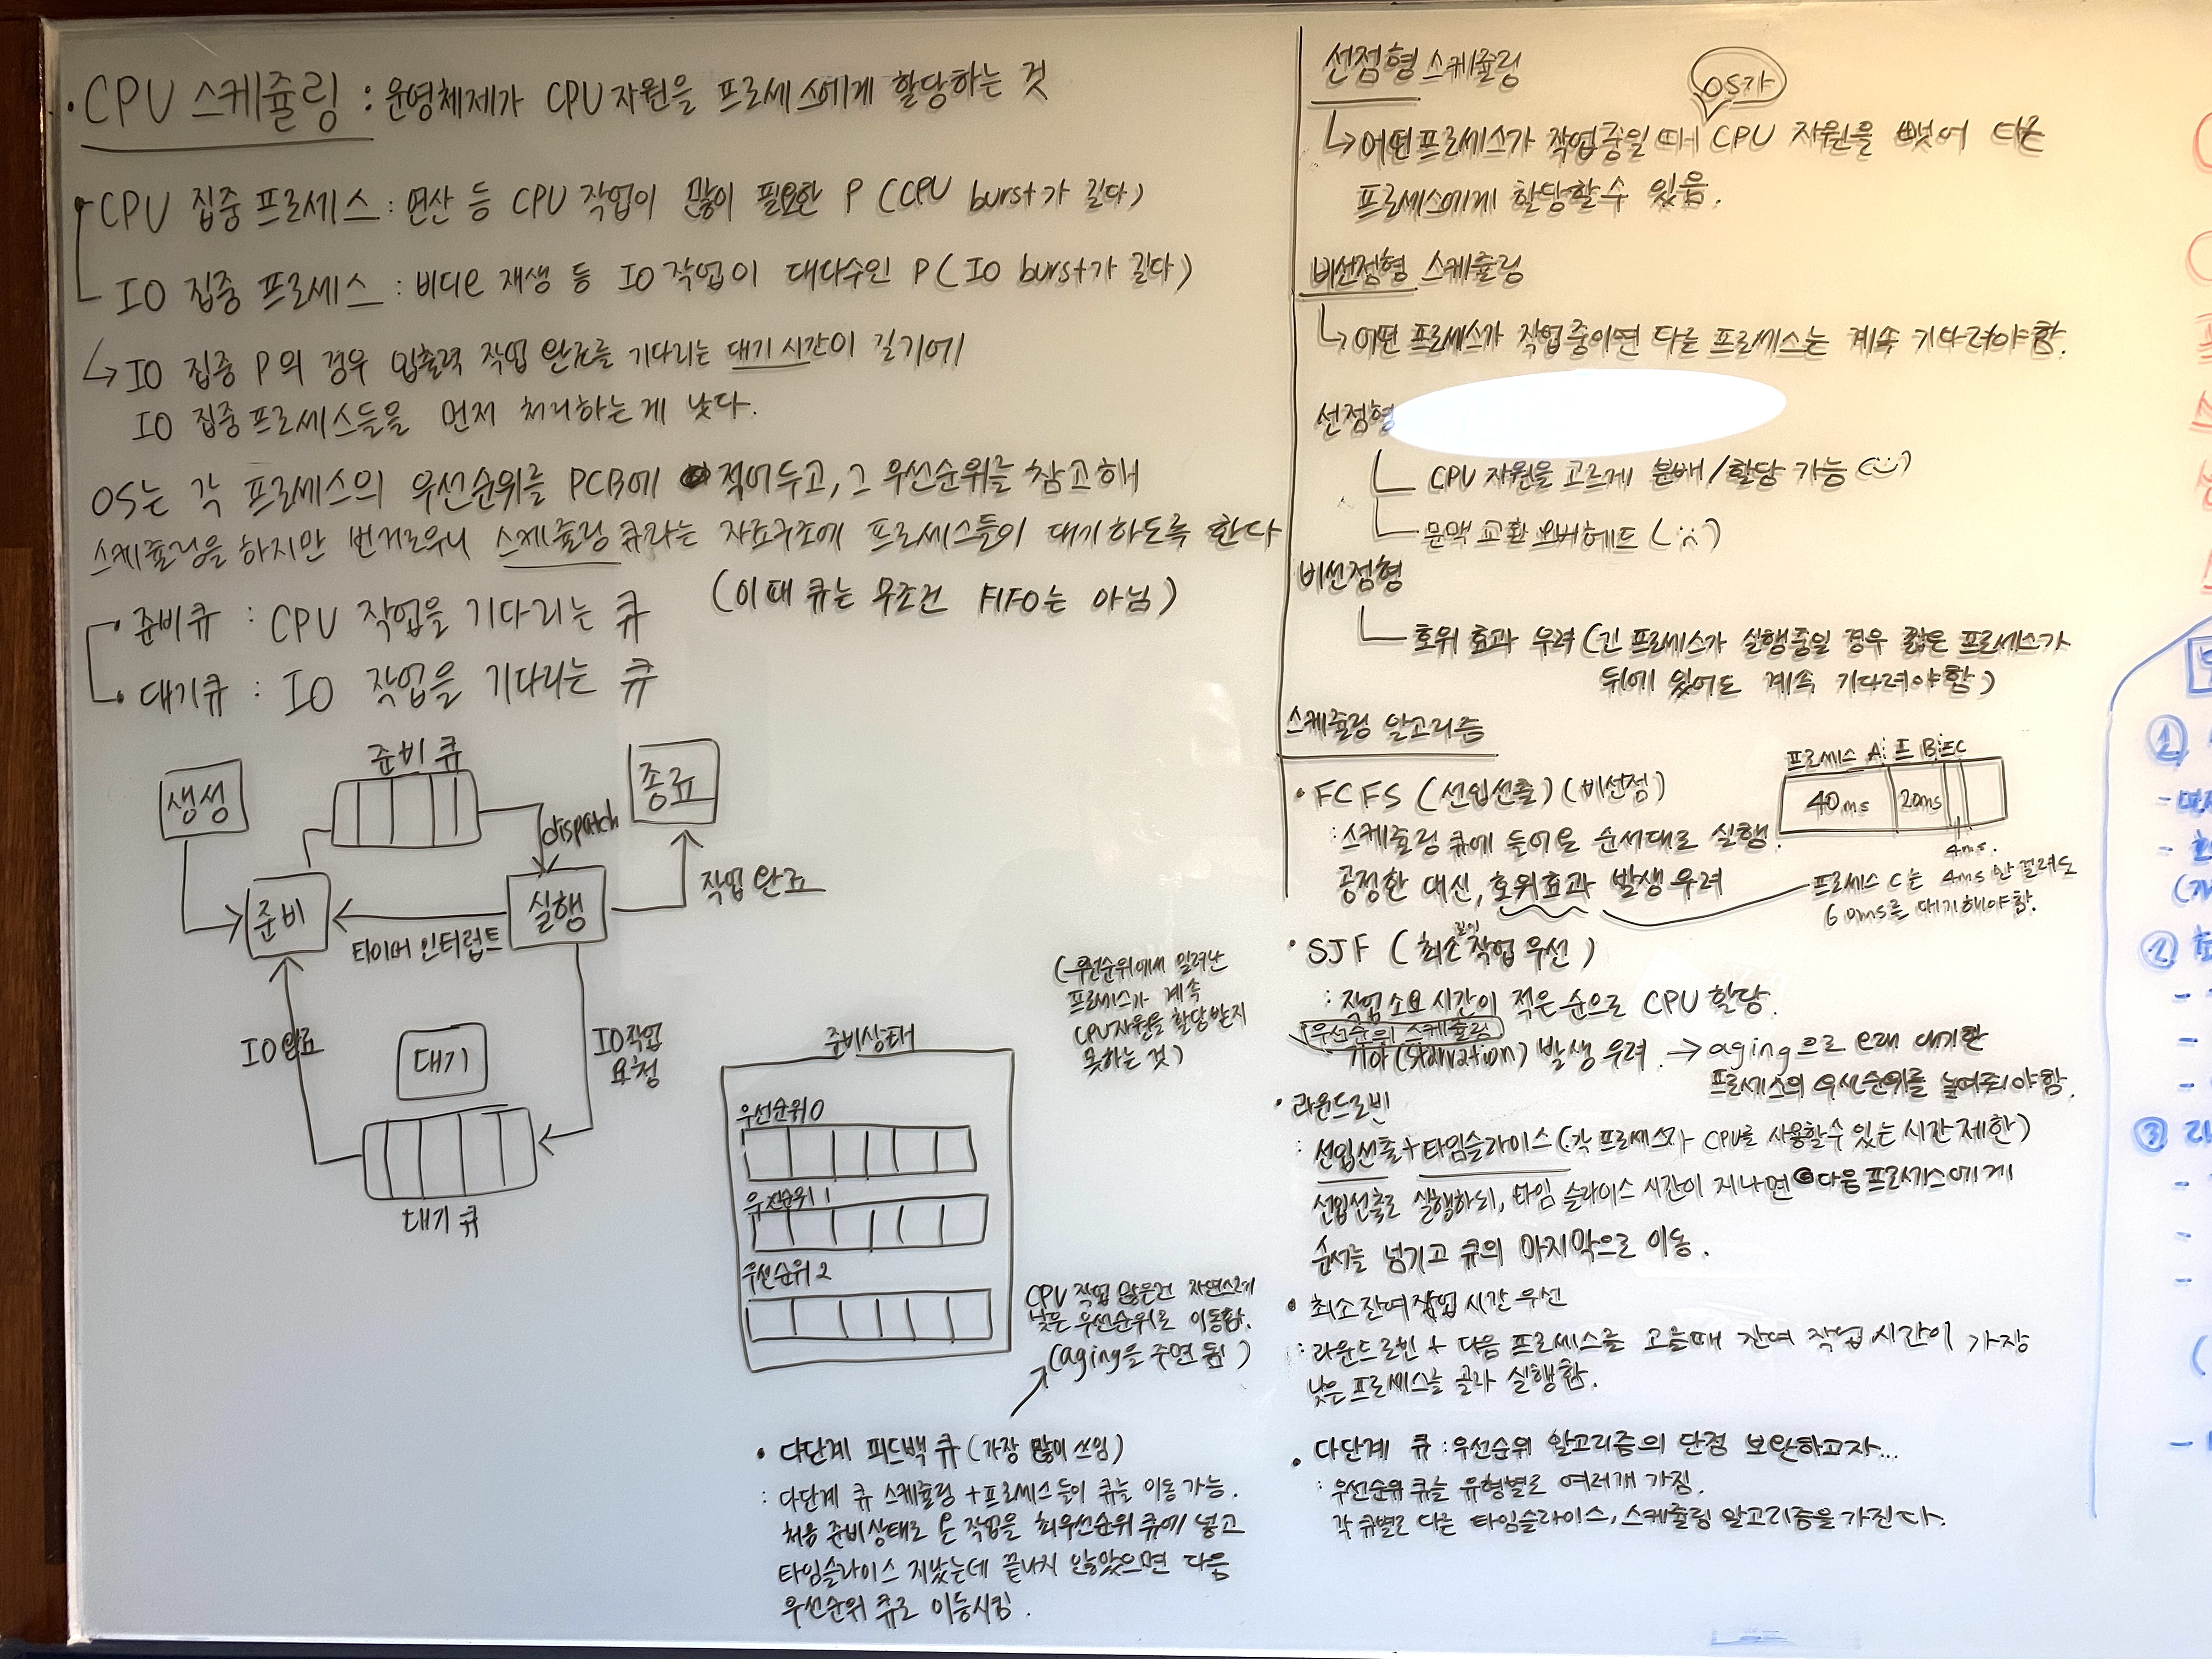 · CPU 스케쥴링 : 운영체제가 CPU 자원을 프로세스에게 할당하는 것
CPU 집중 프로세스 : 연산 등 CPU 작업이 많이 필요한 P (CPU burst가 길다)
IO 집중 프로세스 : 비디오 재생 등 IO 작업이 대다수인 P (IO burst가 길다)
↳ IO 집중 P의 경우 입출력 작업 완료를 기다리는 대기 시간이 길기에
IO 집중 프로세스들을 먼저 처리하는게 낫다.
OS는 각 프로세스의 우선순위를 PCB에 적어두고, 그 우선순위를 참고해
스케쥴링을 하지만 번거로우니 스케쥴링 큐라는 자료구조에 프로세스들이 대기하도록 한다
(이때 큐는 무조건 FIFO는 아님)
· 준비큐 : CPU 작업을 기다리는 큐
· 대기큐 : IO 작업을 기다리는 큐
생성
준비 큐
dispatch
종료
준비
타이머 인터럽트
실행
작업 완료
IO 완료
대기
IO 작업
요청
대기 큐
준비상태
우선순위 0
우선순위 1
우선순위 2
(우선순위에서 밀려난
프로세스가 계속
CPU자원을 할당받지
못하는 것)
CPU 작업 많은건 자연스레
낮은 우선순위로 이동함.
(aging을 주면 됨)
· 다단계 피드백 큐 (가장 많이 쓰임)
: 다단계 큐 스케쥴링 + 프로세스들이 큐를 이동 가능.
처음 준비상태로 온 작업을 최우선순위 큐에 넣고
타임슬라이스 지났는데 끝나지 않았으면 다음
우선순위 큐로 이동시킴.
선점형 스케쥴링
OS가
↳ 어떤 프로세스가 작업중일 때 CPU 자원을 뺏어 다른
프로세스에게 할당할 수 있음.
비선점형 스케쥴링
↳ 어떤 프로세스가 작업중이면 다른 프로세스는 계속 기다려야함.
선점형
CPU 자원을 고르게 분배/할당 가능 (:))
문맥 교환 오버헤드 (:()
비선점형
호위 효과 우려 (긴 프로세스가 실행중일 경우 짧은 프로세스가
뒤에 있어도 계속 기다려야함)
스케쥴링 알고리즘
· FCFS (선입선출) (비선점)
: 스케쥴링 큐에 들어온 순서대로 실행.
공정한 대신, 호위효과 발생 우려
프로세스 A 프 B 프C
40ms 20ms
4ms.
프로세스 C는 4ms만 걸려도
60ms를 대기해야함.
· SJF (최소 작업 우선)
: 작업 소요 시간이 적은 순으로 CPU 할당.
우선순위 스케쥴링
기아(starvation) 발생 우려. → aging으로 오래 대기한
프로세스의 우선순위를 높여줘야함.
· 라운드로빈
: 선입선출 + 타임슬라이스 (각 프로세스가 CPU를 사용할 수 있는 시간 제한)
선입선출로 실행하되, 타임 슬라이스 시간이 지나면 다음 프로세스에게
순서를 넘기고 큐의 마지막으로 이동.
· 최소 잔여 작업 시간 우선
: 라운드로빈 + 다음 프로세스를 고를때 잔여 작업 시간이 가장
낮은 프로세스를 골라 실행함.
· 다단계 큐 : 우선순위 알고리즘의 단점 보완하고자...
: 우선순위 큐를 유형별로 여러개 가짐.
각 큐별로 다른 타임슬라이스, 스케쥴링 알고리즘을 가진다.
①
②
③